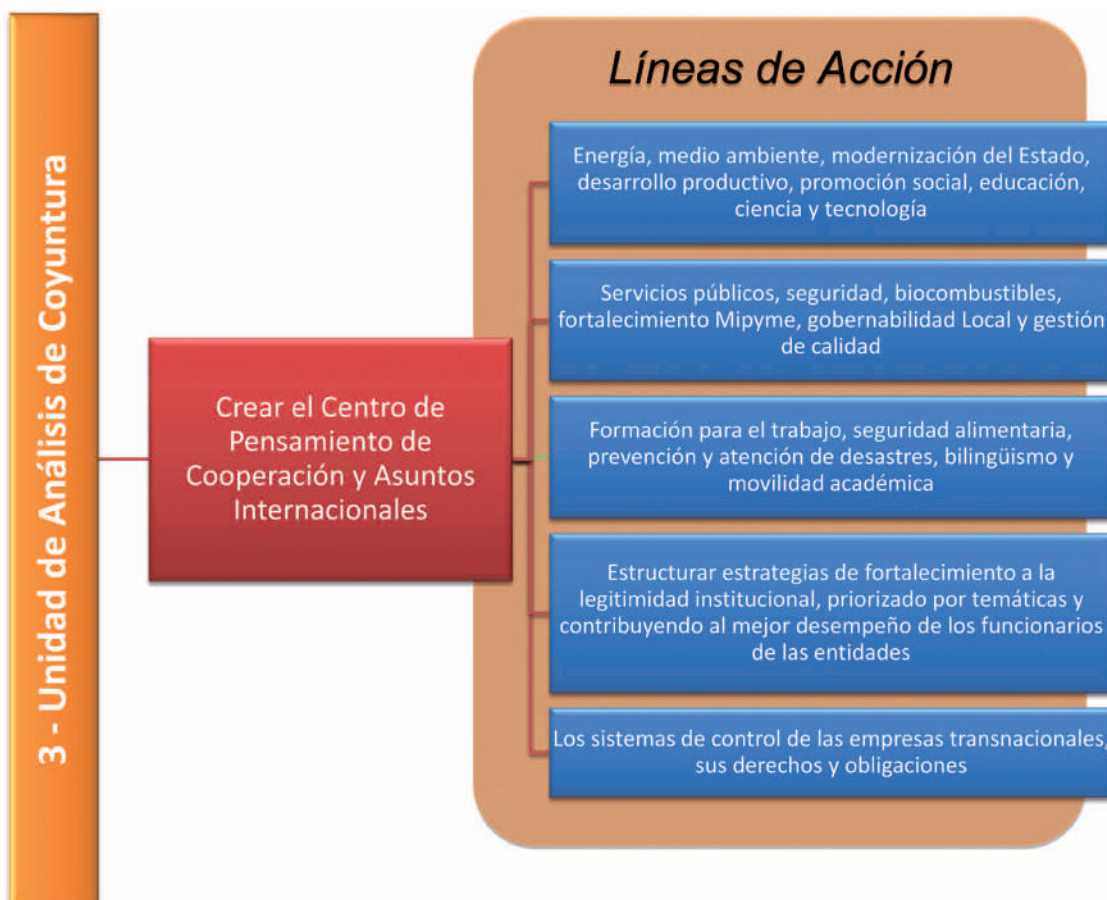 3 - Unidad de Análisis de Coyuntura
Crear el Centro de
Pensamiento de
Cooperación y Asuntos
Internacionales
Líneas de Acción
Energía, medio ambiente, modernización del Estado,
desarrollo productivo, promoción social, educación,
ciencia y tecnología
Servicios públicos, seguridad, biocombustibles,
fortalecimiento Mipyme, gobernabilidad Local y gestión
de calidad
Formación para el trabajo, seguridad alimentaria,
prevención y atención de desastres, bilingüismo y
movilidad académica
Estructurar estrategias de fortalecimiento a la
legitimidad institucional, priorizado por temáticas y
contribuyendo al mejor desempeño de los funcionarios
de las entidades
Los sistemas de control de las empresas transnacionales,
sus derechos y obligaciones